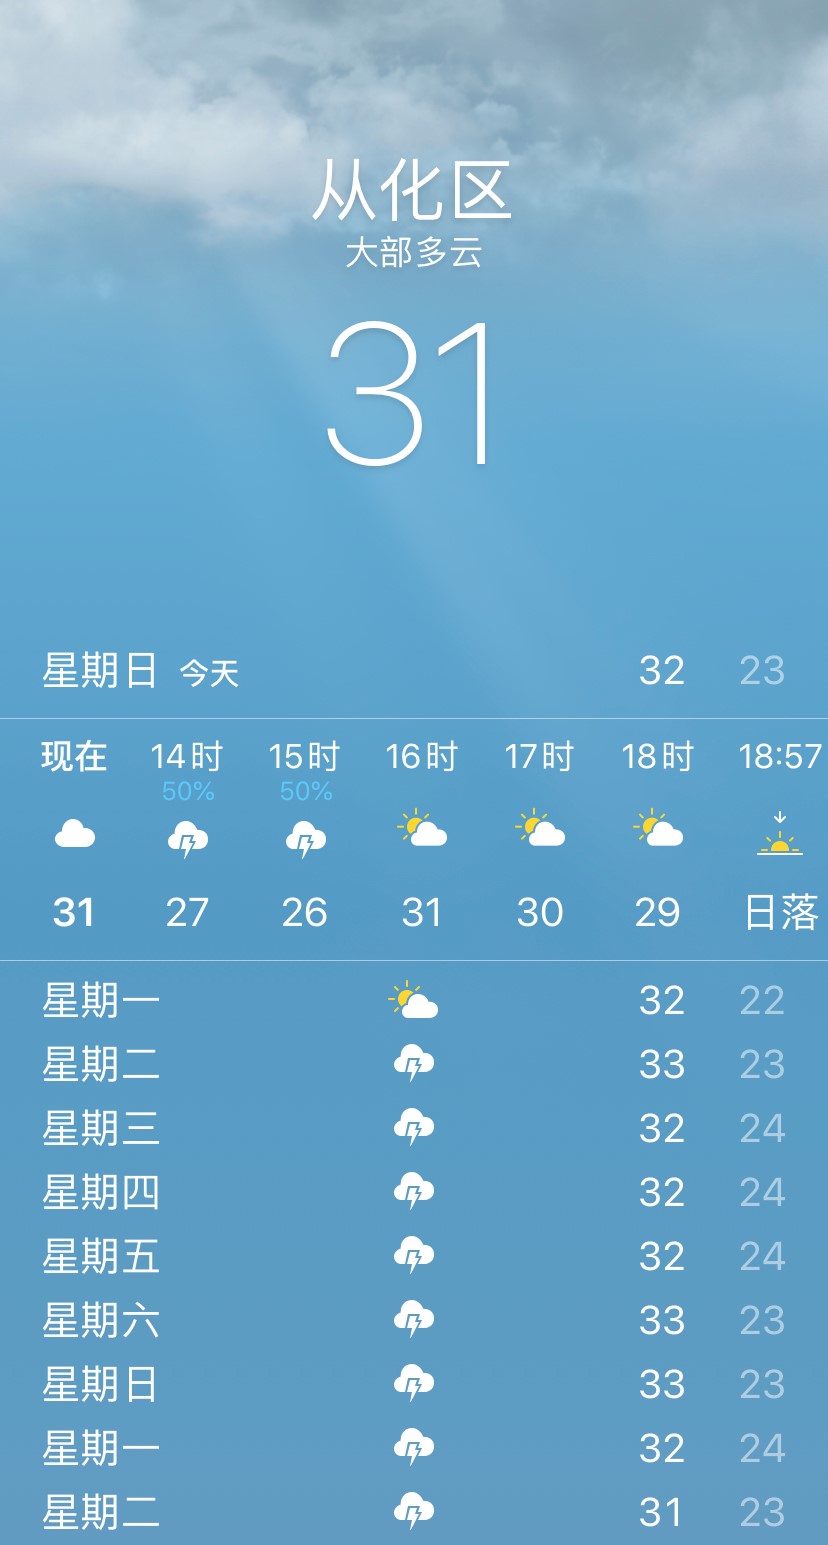 从化区
大部多云
31
星期日 今天 32 23
现在 14时 15时 16时 17时 18时 18:57
50% 50%
31 27 26 31 30 29 日落
星期一 32 22
星期二 33 23
星期三 32 24
星期四 32 24
星期五 32 24
星期六 33 23
星期日 33 23
星期一 32 24
星期二 31 23